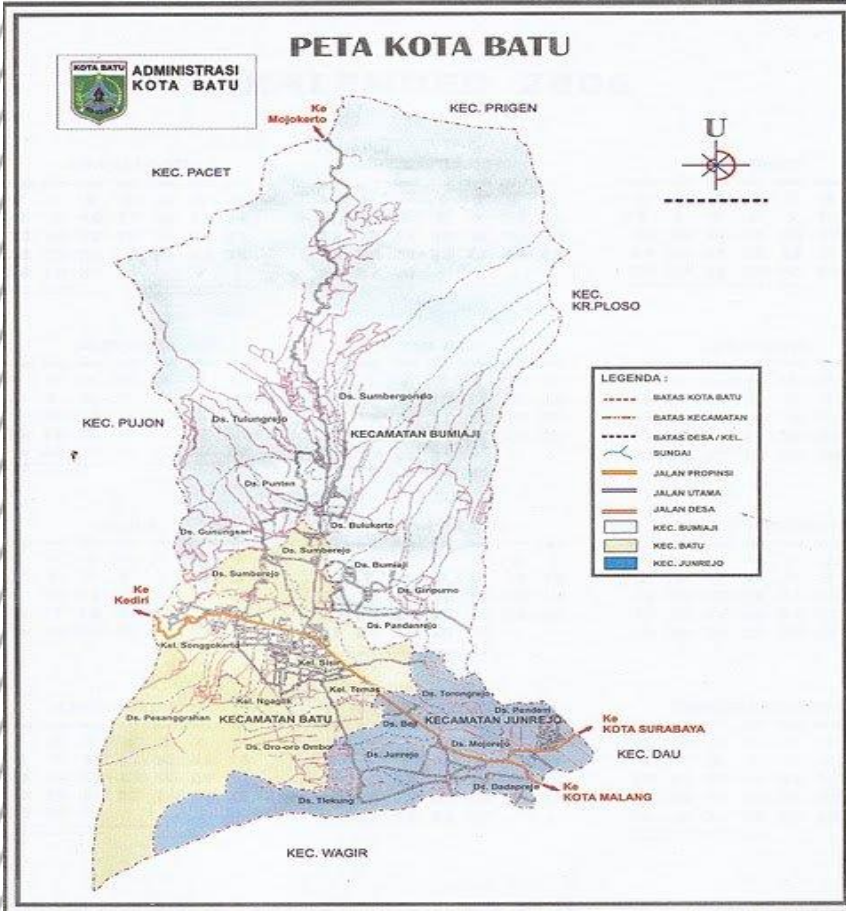 PETA KOTA BATU
KOTA BATU
ADMINISTRASI
KOTA BATU
KEC. PRIGEN
Ke
Mojokerto
U
KEC. PACET
KEC.
KR.PLOSO
KEC. PUJON
Ds. Sumbergondo
Ds. Tulungrejo
KECAMATAN BUMIAJI
Ds. Punten
Ds. Bulukerto
Ds. Gunungsari
Ds. Sumberejo
Ds. Bumiaji
Ds. Sumberejo
Ds. Giripurno
Ke
Kediri
Ds. Pandanrejo
Kel. Songgokerto
Kel. Sisir
Kel. Temas
Ds. Torongrejo
Kel. Ngaglik
Ds. Pendem
Ds. Pesanggrahan
KECAMATAN BATU
Ds. Beji
KECAMATAN JUNREJO
Ke
KOTA SURABAYA
Ds. Oro-oro Ombo
Ds. Junrejo
Ds. Mojorejo
KEC. DAU
Ds. Dadaprejo
Ke
KOTA MALANG
Ds. Tlekung
KEC. WAGIR
LEGENDA :
BATAS KOTA BATU
BATAS KECAMATAN
BATAS DESA / KEL.
SUNGAI
JALAN PROPINSI
JALAN UTAMA
JALAN DESA
KEC. BUMIAJI
KEC. BATU
KEC. JUNREJO